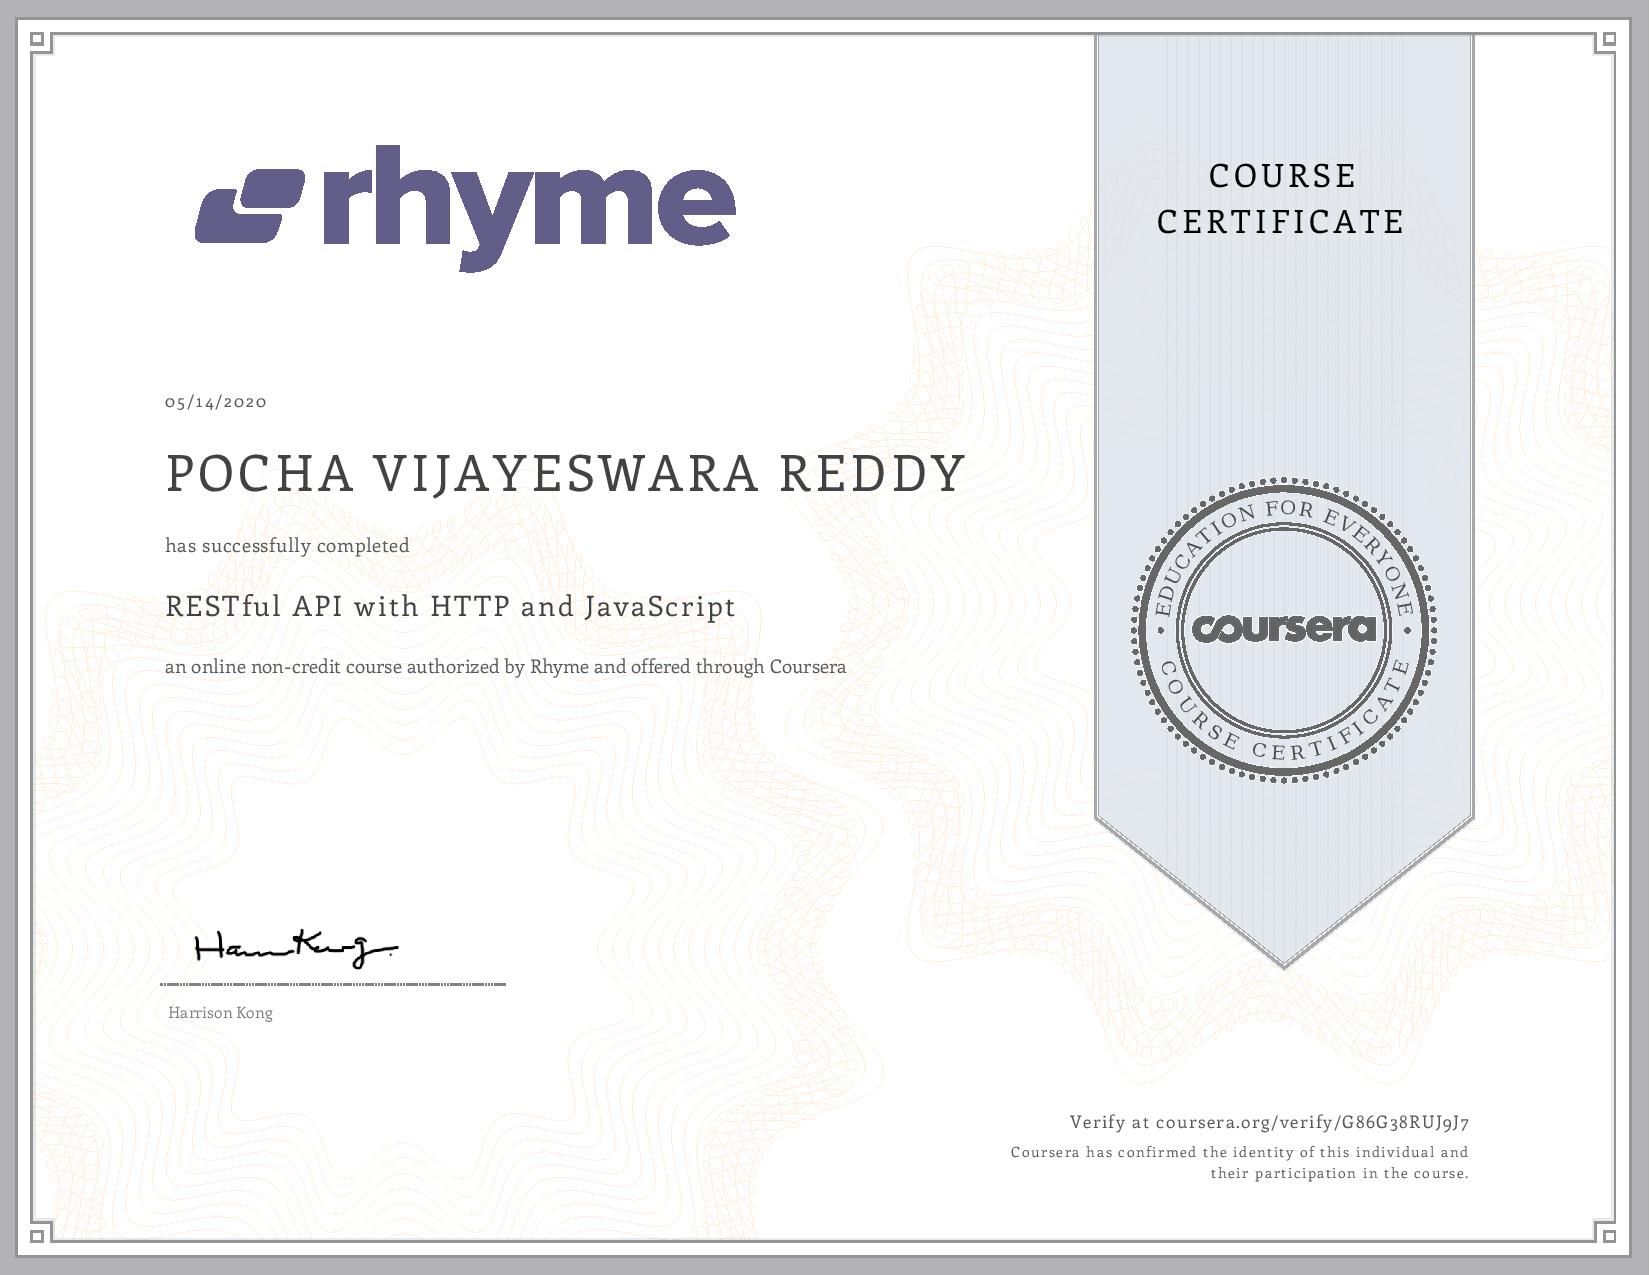 rhyme
COURSE
CERTIFICATE
05/14/2020
POCHA VIJAYESWARA REDDY
has successfully completed
RESTful API with HTTP and JavaScript
an online non-credit course authorized by Rhyme and offered through Coursera
EDUCATION FOR EVERYONE
coursera
COURSE CERTIFICATE
Harrison Kong
Verify at coursera.org/verify/G86G38RUJ9J7
Coursera has confirmed the identity of this individual and
their participation in the course.